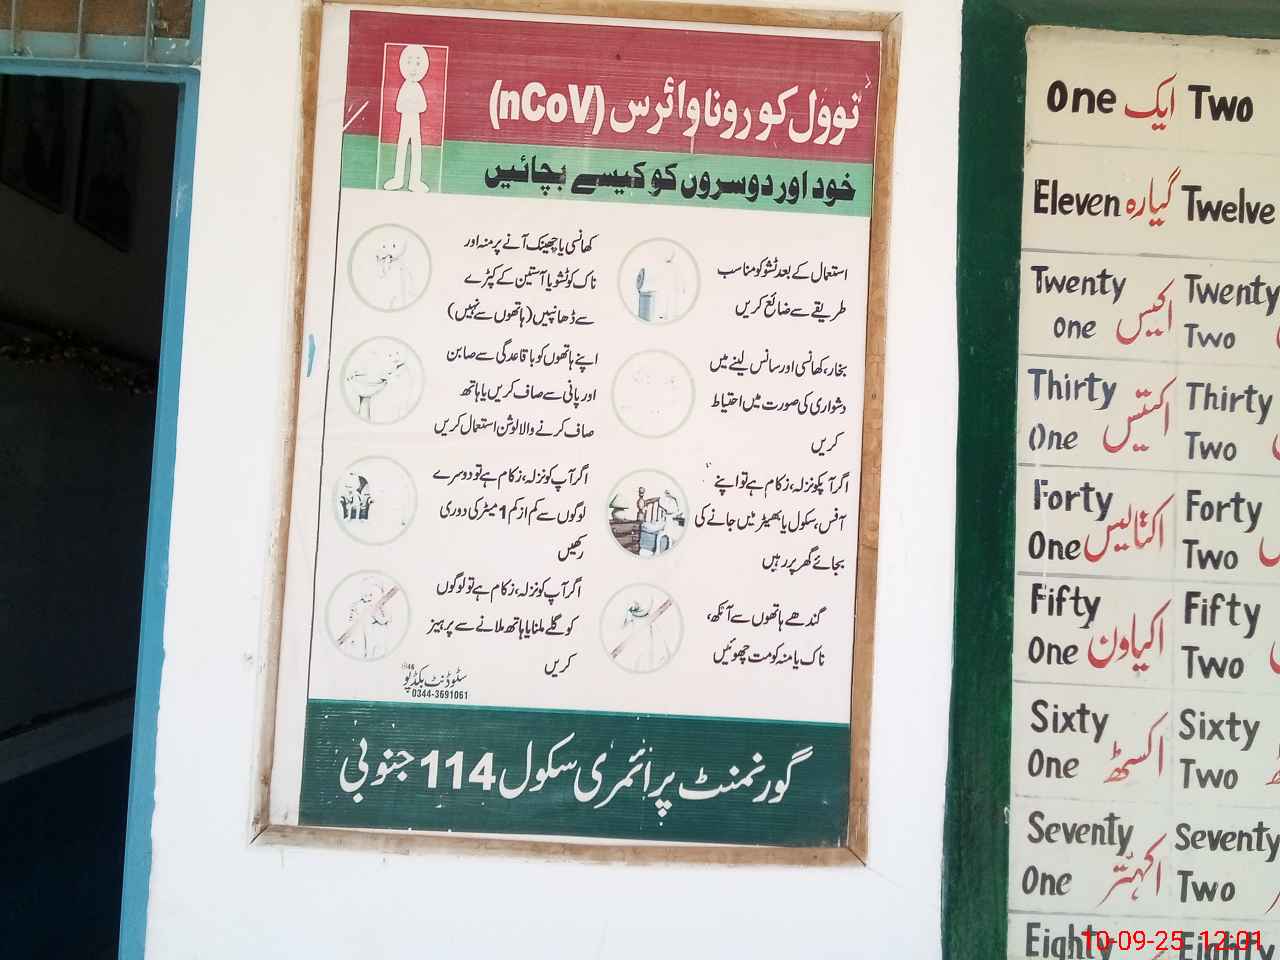 نوول کورونا وائرس (nCoV)
خود اور دوسروں کو کیسے بچائیں
استعمال کے بعد ٹشو کو مناسب
طریقے سے ضائع کریں
کھانسی یا چھینک آنے پر منہ اور
ناک کو ٹشو یا آستین کے کپڑے
سے ڈھانپیں (ہاتھوں سے نہیں)
بخار، کھانسی اور سانس لینے میں
دشواری کی صورت میں احتیاط
کریں
اپنے ہاتھوں کو باقاعدگی سے صابن
اور پانی سے صاف کریں یا ہاتھ
صاف کرنے والا لوشن استعمال کریں
اگر آپکو نزلہ، زکام ہے تو اپنے
آفس، سکول یا بھیڑ میں جانے کی
بجائے گھر پر رہیں
اگر آپ کو نزلہ، زکام ہے تو دوسرے
لوگوں سے کم از کم 1 میٹر کی دوری
رکھیں
گندھے ہاتھوں سے آنکھ،
ناک یا منہ کو مت چھوئیں
اگر آپ کو نزلہ، زکام ہے تو لوگوں
کو گلے ملنا یا ہاتھ ملانے سے پرہیز
کریں
سٹوڈنٹ بکڈپو
0344-3691061
گورنمنٹ پرائمری سکول 114 جنوبی
One ایک Two
Eleven گیارہ Twelve
Twenty One اکیس Twenty Two
Thirty One اکتیس Thirty Two
Forty One اکتالیس Forty Two
Fifty One اکیاون Fifty Two
Sixty One اکسٹھ Sixty Two
Seventy One اکہتر Seventy Two
Eighty Eighty
10-09-25 12:01